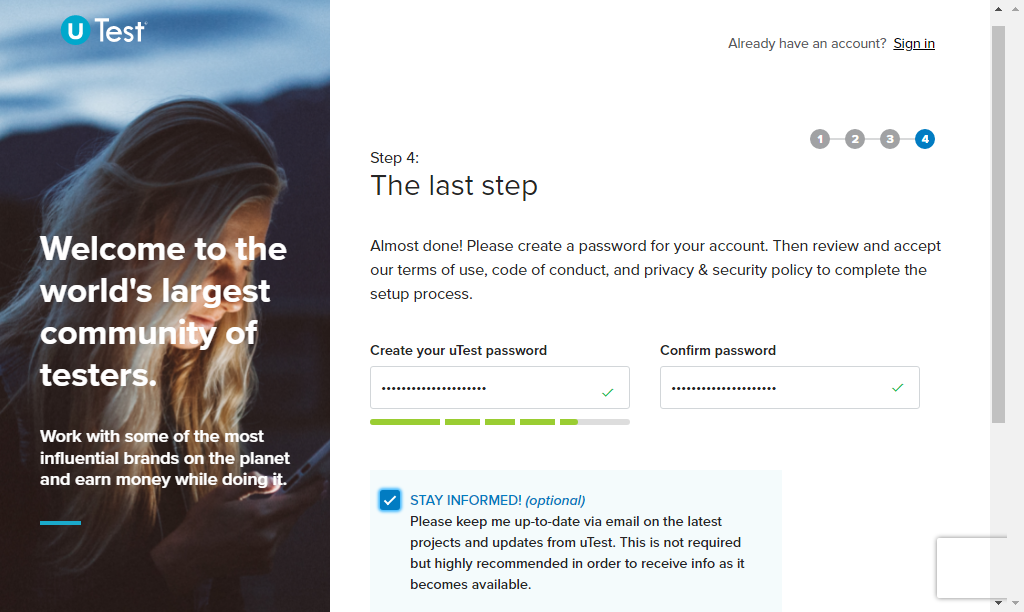 U Test
Already have an account? Sign in
1 2 3 4
Step 4:
The last step
Almost done! Please create a password for your account. Then review and accept
our terms of use, code of conduct, and privacy & security policy to complete the
setup process.
Create your uTest password
Confirm password
•••••••••••••••••••••
•••••••••••••••••••••
STAY INFORMED! (optional)
Please keep me up-to-date via email on the latest
projects and updates from uTest. This is not required
but highly recommended in order to receive info as it
becomes available.
Welcome to the
world's largest
community of
testers.
Work with some of the most
influential brands on the planet
and earn money while doing it.